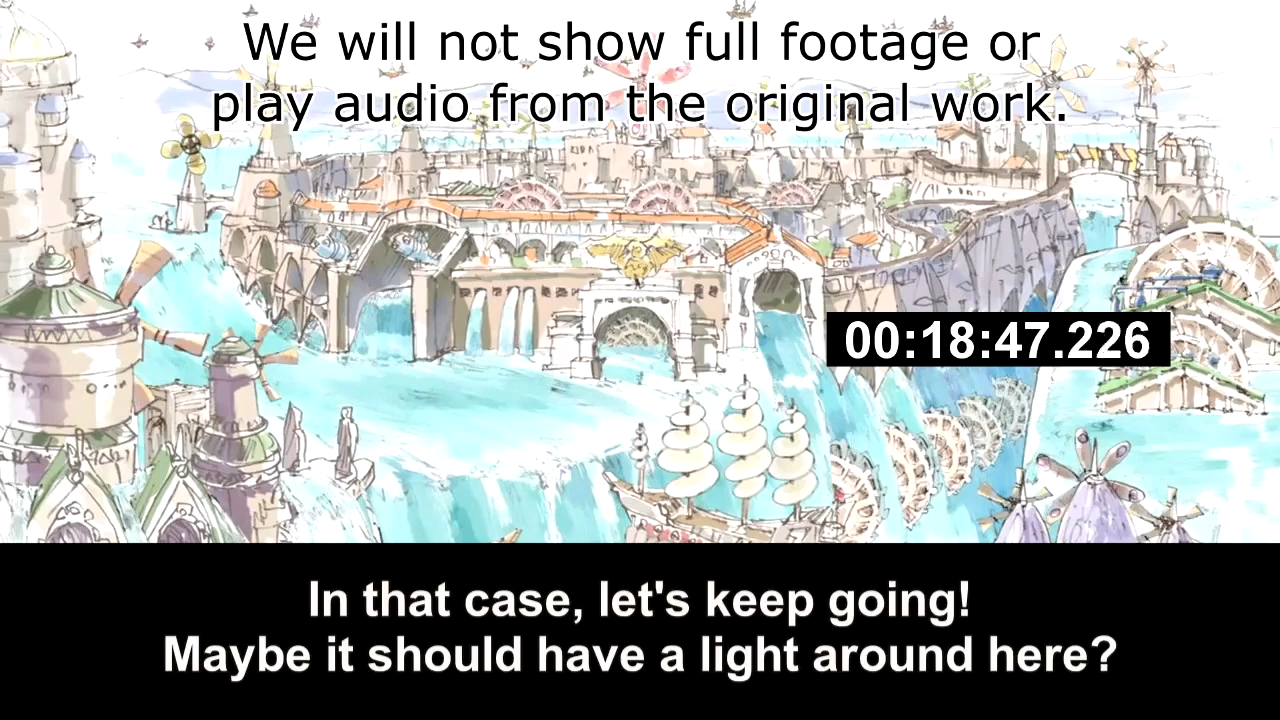 We will not show full footage or
play audio from the original work.
00:18:47.226
In that case, let's keep going!
Maybe it should have a light around here?